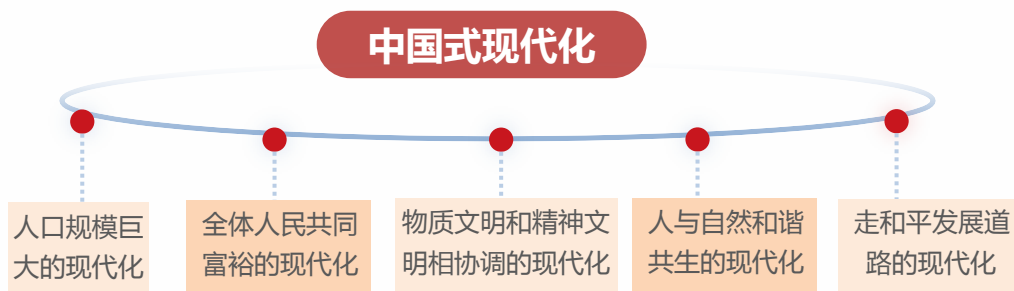 中国式现代化
人口规模巨
大的现代化
全体人民共同
富裕的现代化
物质文明和精神文
明相协调的现代化
人与自然和谐
共生的现代化
走和平发展道
路的现代化